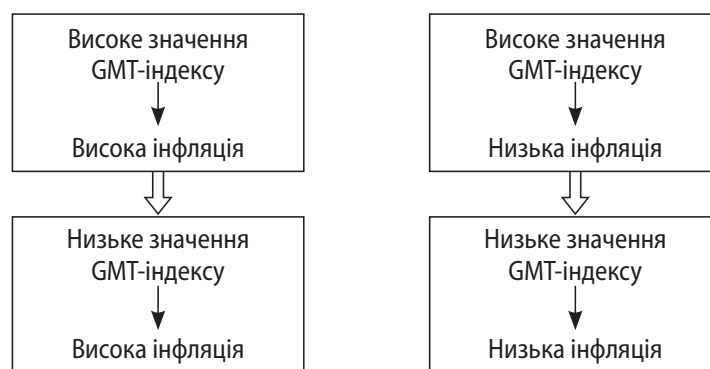 Високе значення
GMT-індексу
Висока інфляція
Низьке значення
GMT-індексу
Висока інфляція
Високе значення
GMT-індексу
Низька інфляція
Низьке значення
GMT-індексу
Низька інфляція